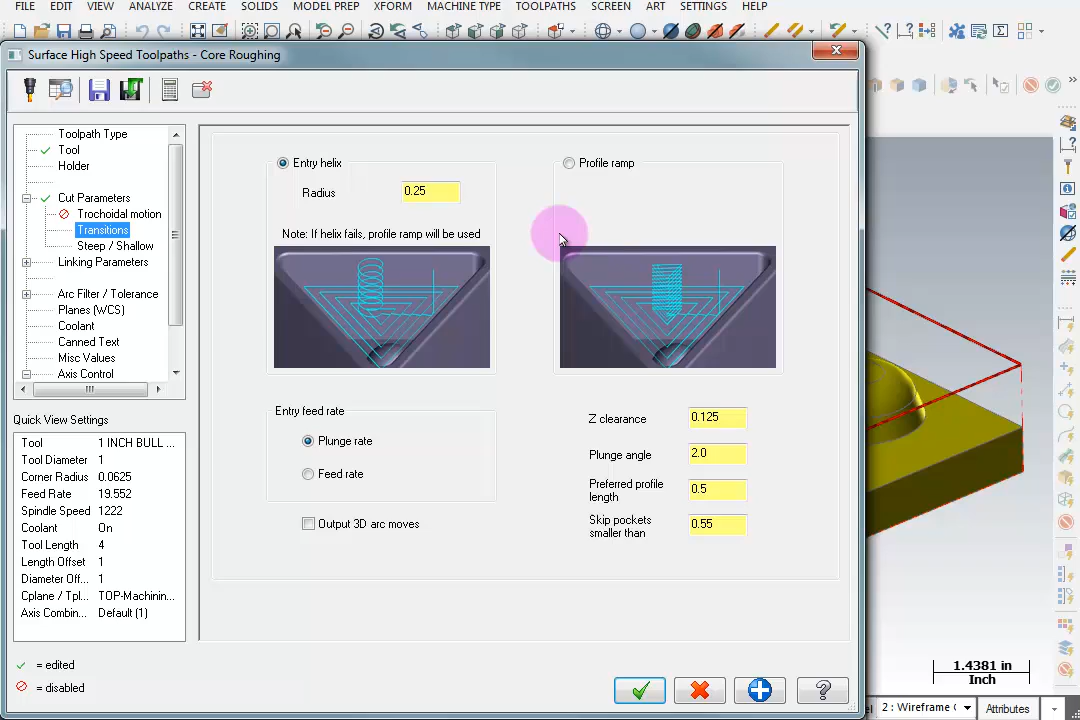 FILE EDIT VIEW ANALYZE CREATE SOLIDS MODEL PREP XFORM MACHINE TYPE TOOLPATHS SCREEN ART SETTINGS HELP
Surface High Speed Toolpaths - Core Roughing
Toolpath Type
Tool
Holder
Cut Parameters
Trochoidal motion
Transitions
Steep / Shallow
Linking Parameters
Arc Filter / Tolerance
Planes (WCS)
Coolant
Canned Text
Misc Values
Axis Control
Quick View Settings
Tool 1 INCH BULL ...
Tool Diameter 1
Corner Radius 0.0625
Feed Rate 19.552
Spindle Speed 1222
Coolant On
Tool Length 4
Length Offset 1
Diameter Off... 1
Cplane / Tpl... TOP-Machinin...
Axis Combin... Default (1)
= edited
= disabled
Entry helix
Radius 0.25
Note: If helix fails, profile ramp will be used
Profile ramp
Entry feed rate
Plunge rate
Feed rate
Output 3D arc moves
Z clearance 0.125
Plunge angle 2.0
Preferred profile
length 0.5
Skip pockets
smaller than 0.55
1.4381 in
Inch
2 : Wireframe Attributes